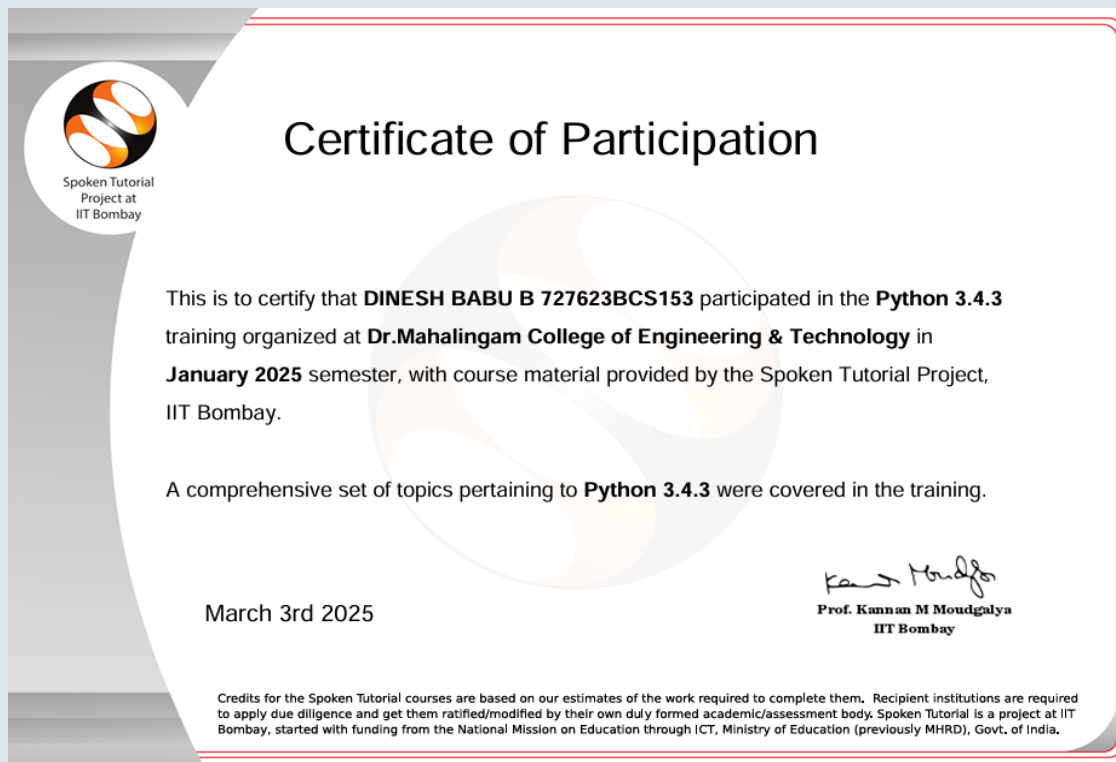 Spoken Tutorial
Project at
IIT Bombay
Certificate of Participation
This is to certify that DINESH BABU B 727623BCS153 participated in the Python 3.4.3
training organized at Dr.Mahalingam College of Engineering & Technology in
January 2025 semester, with course material provided by the Spoken Tutorial Project,
IIT Bombay.
A comprehensive set of topics pertaining to Python 3.4.3 were covered in the training.
March 3rd 2025
Prof. Kannan M Moudgalya
IIT Bombay
Credits for the Spoken Tutorial courses are based on our estimates of the work required to complete them. Recipient institutions are required
to apply due diligence and get them ratified/modified by their own duly formed academic/assessment body. Spoken Tutorial is a project at IIT
Bombay, started with funding from the National Mission on Education through ICT, Ministry of Education (previously MHRD), Govt. of India.